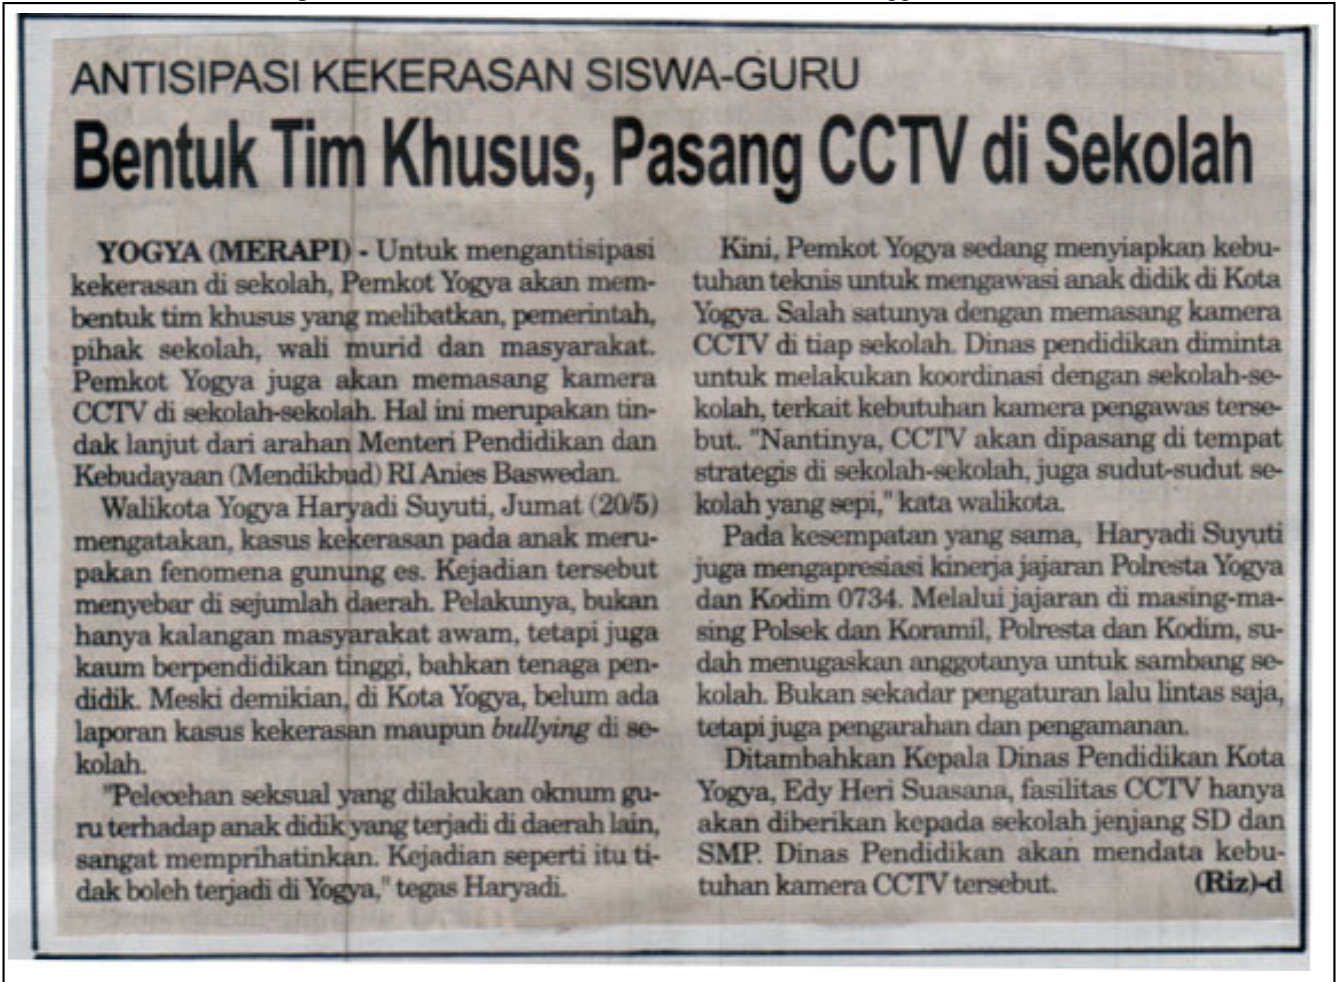 ANTISIPASI KEKERASAN SISWA-GURU
Bentuk Tim Khusus, Pasang CCTV di Sekolah
YOGYA (MERAPI) - Untuk mengantisipasi
kekerasan di sekolah, Pemkot Yogya akan mem-
bentuk tim khusus yang melibatkan, pemerintah,
pihak sekolah, wali murid dan masyarakat.
Pemkot Yogya juga akan memasang kamera
CCTV di sekolah-sekolah. Hal ini merupakan tin-
dak lanjut dari arahan Menteri Pendidikan dan
Kebudayaan (Mendikbud) RI Anies Baswedan.
Walikota Yogya Haryadi Suyuti, Jumat (20/5)
mengatakan, kasus kekerasan pada anak meru-
pakan fenomena gunung es. Kejadian tersebut
menyebar di sejumlah daerah. Pelakunya, bukan
hanya kalangan masyarakat awam, tetapi juga
kaum berpendidikan tinggi, bahkan tenaga pen-
didik. Meski demikian, di Kota Yogya, belum ada
laporan kasus kekerasan maupun bullying di se-
kolah.
"Pelecehan seksual yang dilakukan oknum gu-
ru terhadap anak didik yang terjadi di daerah lain,
sangat memprihatinkan. Kejadian seperti itu ti-
dak boleh terjadi di Yogya," tegas Haryadi.
Kini, Pemkot Yogya sedang menyiapkan kebu-
tuhan teknis untuk mengawasi anak didik di Kota
Yogya. Salah satunya dengan memasang kamera
CCTV di tiap sekolah. Dinas pendidikan diminta
untuk melakukan koordinasi dengan sekolah-se-
kolah, terkait kebutuhan kamera pengawas terse-
but. "Nantinya, CCTV akan dipasang di tempat
strategis di sekolah-sekolah, juga sudut-sudut se-
kolah yang sepi," kata walikota.
Pada kesempatan yang sama, Haryadi Suyuti
juga mengapresiasi kinerja jajaran Polresta Yogya
dan Kodim 0734. Melalui jajaran di masing-ma-
sing Polsek dan Koramil, Polresta dan Kodim, su-
dah menugaskan anggotanya untuk sambang se-
kolah. Bukan sekadar pengaturan lalu lintas saja,
tetapi juga pengarahan dan pengamanan.
Ditambahkan Kepala Dinas Pendidikan Kota
Yogya, Edy Heri Suasana, fasilitas CCTV hanya
akan diberikan kepada sekolah jenjang SD dan
SMP. Dinas Pendidikan akan mendata kebu-
tuhan kamera CCTV tersebut. (Riz)-d